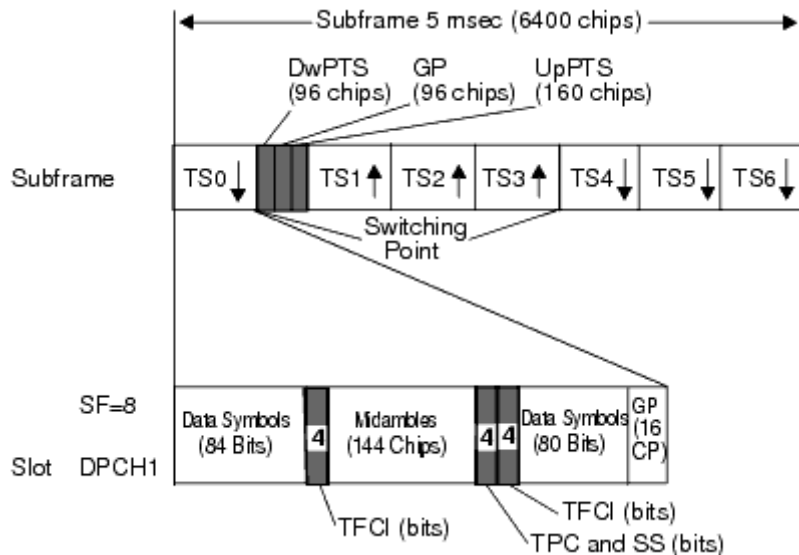 Subframe 5 msec (6400 chips)
DwPTS
(96 chips)
GP
(96 chips)
UpPTS
(160 chips)
Subframe
TS0
TS1
TS2
TS3
TS4
TS5
TS6
Switching
Point
SF=8
Slot DPCH1
Data Symbols
(84 Bits)
4
Midambles
(144 Chips)
4
4
Data Symbols
(80 Bits)
GP
(16
CP)
TFCI (bits)
TFCI (bits)
TPC and SS (bits)